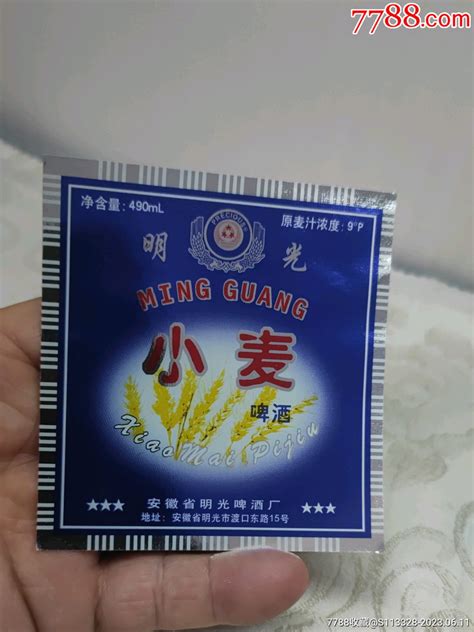 7788.com
净含量: 490mL
PRECIOUS
原麦汁浓度: 9°P
明光
MING GUANG
小麦
啤酒
Xiao Mai Pijiu
★★★ 安徽省明光啤酒厂 ★★★
地址: 安徽省明光市渡口东路15号
7788收藏@S113328-2023.06.11